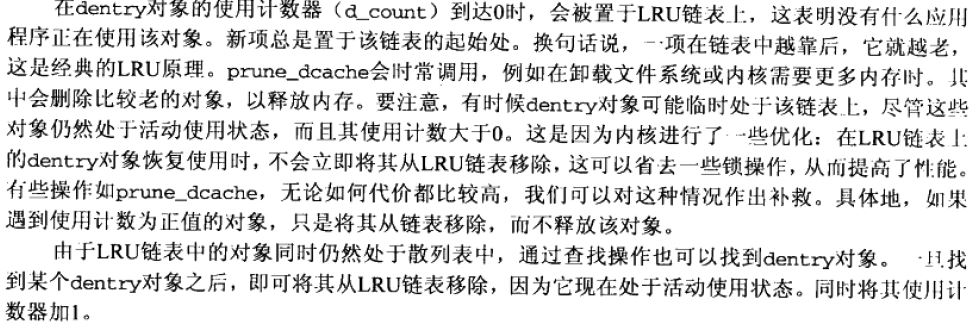 在dentry对象的使用计数器（d_count）到达0时，会被置于LRU链表上，这表明没有什么应用
程序正在使用该对象。新项总是置于该链表的起始处。换句话说，一项在链表中越靠后，它就越老，
这是经典的LRU原理。prune_dcache会时常调用，例如在卸载文件系统或内核需要更多内存时。其
中会删除比较老的对象，以释放内存。要注意，有时候dentry对象可能临时处于该链表上，尽管这些
对象仍然处于活动使用状态，而且其使用计数大于0。这是因为内核进行了一些优化：在LRU链表上
的dentry对象恢复使用时，不会立即将其从LRU链表移除，这可以省去一些锁操作，从而提高了性能。
有些操作如prune_dcache，无论如何代价都比较高，我们可以对这种情况作出补救。具体地，如果
遇到使用计数为正值的对象，只是将其从链表移除，而不释放该对象。
由于LRU链表中的对象同时仍然处于散列表中，通过查找操作也可以找到dentry对象。一旦找
到某个dentry对象之后，即可将其从LRU链表移除，因为它现在处于活动使用状态。同时将其使用计
数器加1。